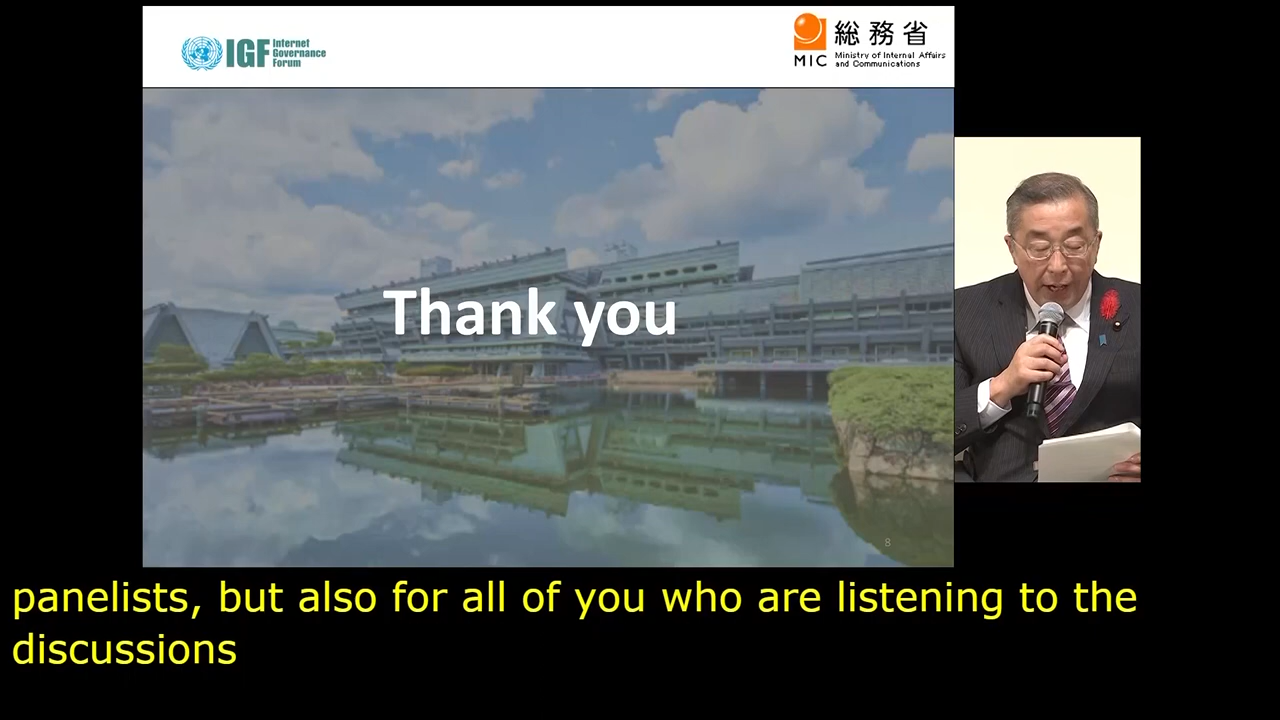 IGF Internet
Governance
Forum
総務省
MIC Ministry of Internal Affairs
and Communications
Thank you
8
panelists, but also for all of you who are listening to the
discussions